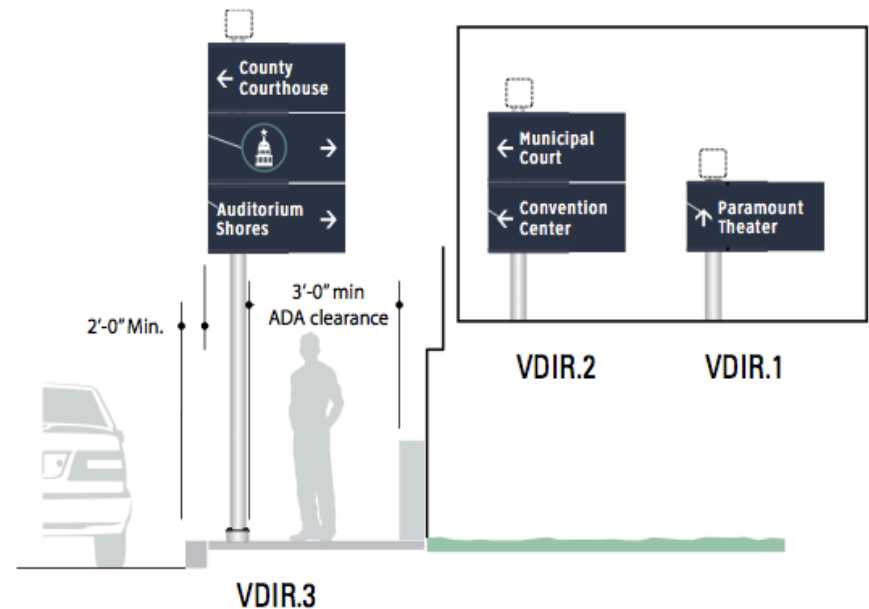 ← County
Courthouse
→
Auditorium →
Shores
← Municipal
Court
← Convention
Center
↑ Paramount
Theater
2'-0" Min.
3'-0" min
ADA clearance
VDIR.2
VDIR.1
VDIR.3